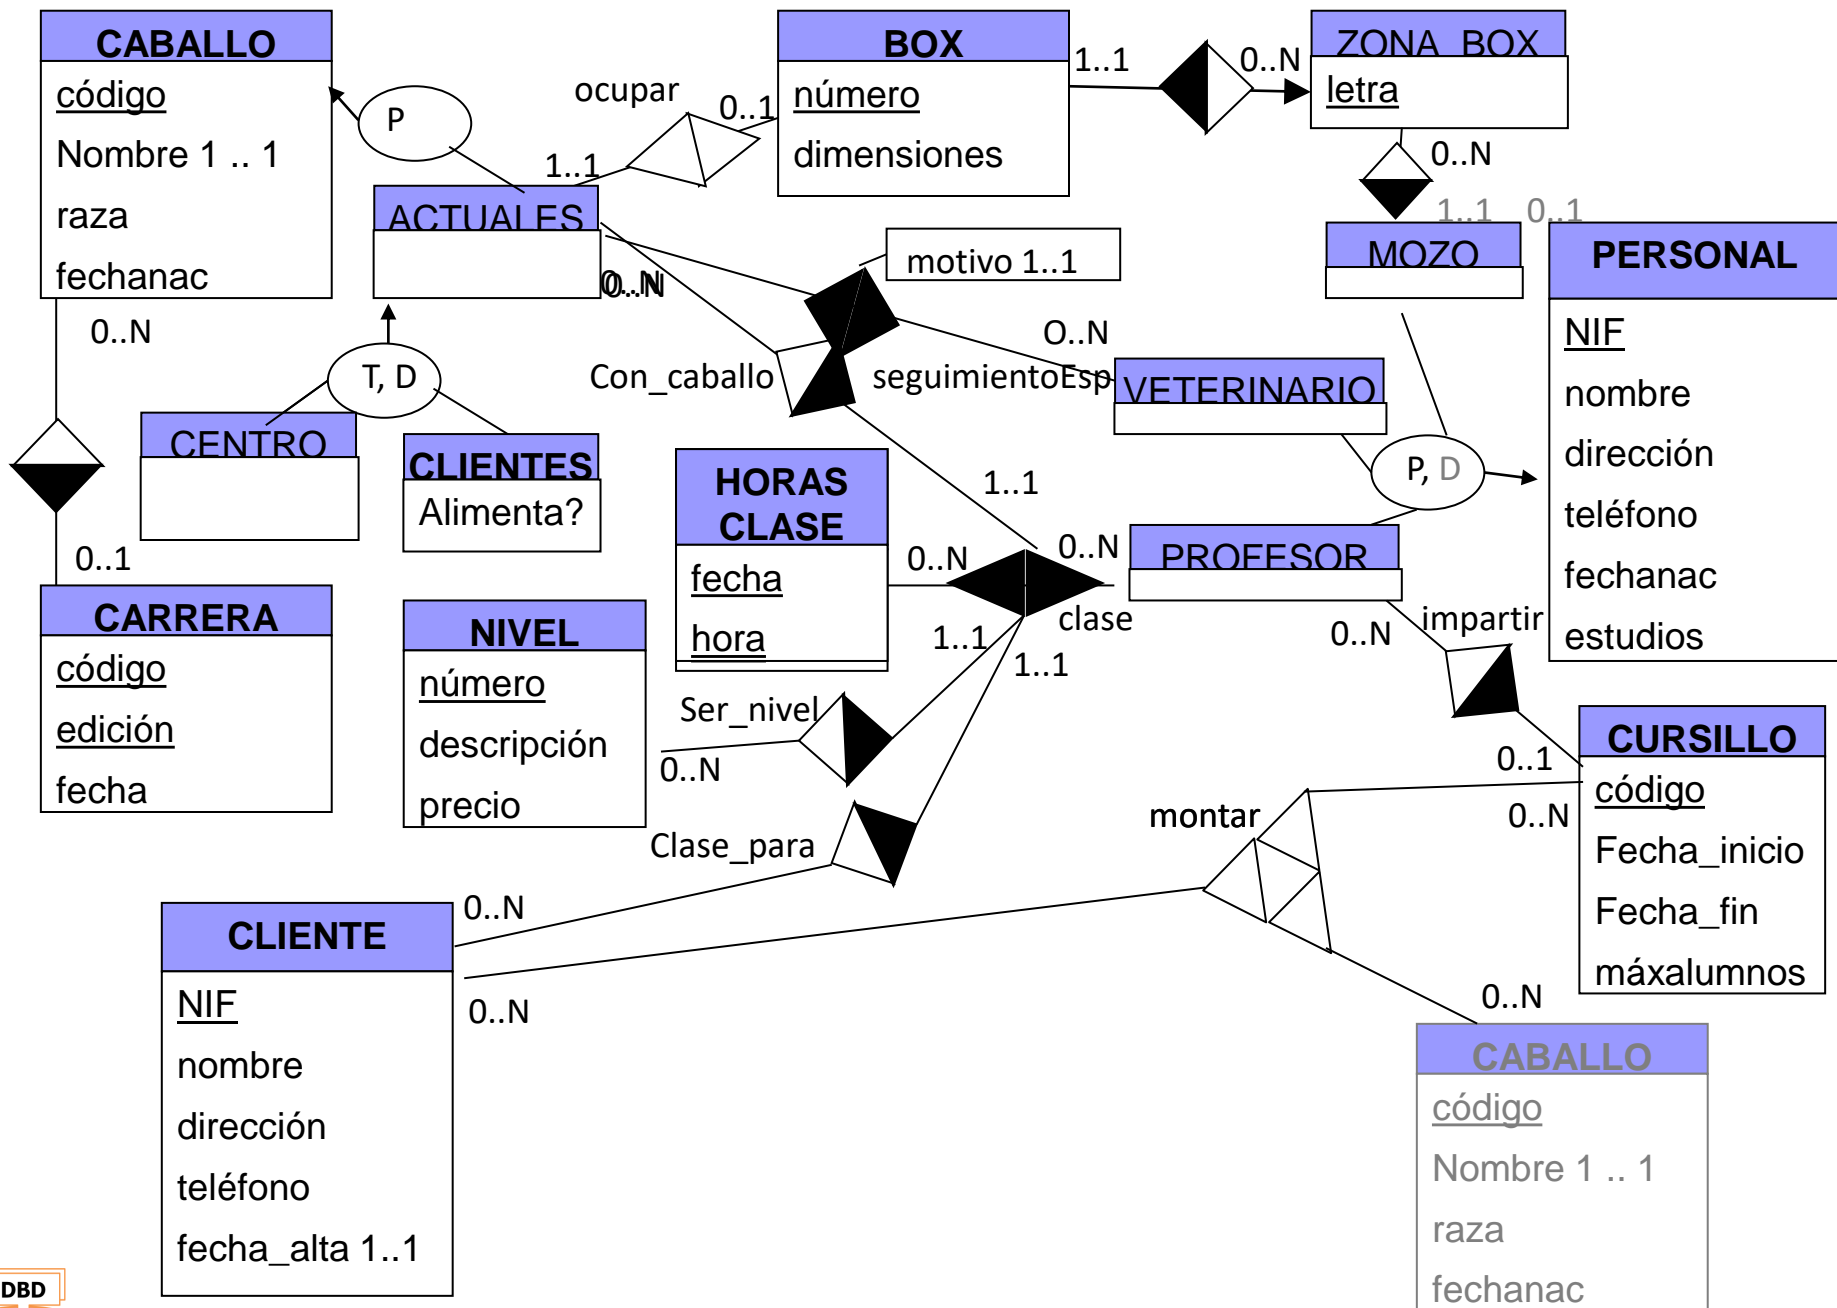 CABALLO
código
Nombre 1 .. 1
raza
fechanac
P
ocupar
0..1
1..1
BOX
número
dimensiones
1..1
0..N
ZONA_BOX
letra
0..N
1..1
0..1
MOZO
PERSONAL
NIF
nombre
dirección
teléfono
fechanac
estudios
ACTUALES
0..N
0..N
motivo 1..1
O..N
0..N
T, D
Con_caballo
seguimientoEsp
VETERINARIO
CENTRO
CLIENTES
Alimenta?
P, D
HORAS
CLASE
fecha
hora
1..1
0..N
0..N
clase
PROFESOR
0..1
CARRERA
código
edición
fecha
NIVEL
número
descripción
precio
1..1
1..1
0..N
impartir
Ser_nivel
0..N
Clase_para
0..1
CURSILLO
código
Fecha_inicio
Fecha_fin
máxalumnos
montar
0..N
0..N
CLIENTE
NIF
nombre
dirección
teléfono
fecha_alta 1..1
0..N
0..N
CABALLO
código
Nombre 1 .. 1
raza
fechanac
DBD